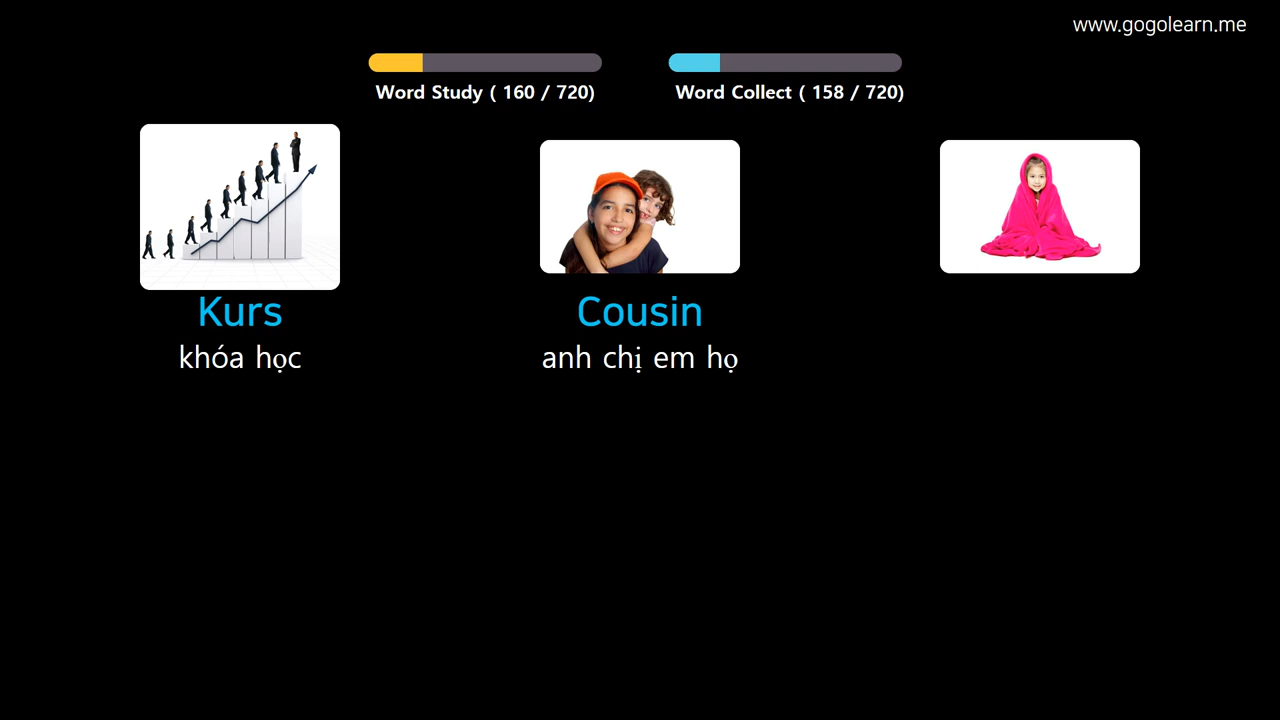 www.gogolearn.me
Word Study ( 160 / 720)
Word Collect ( 158 / 720)
Kurs
khóa học
Cousin
anh chị em họ